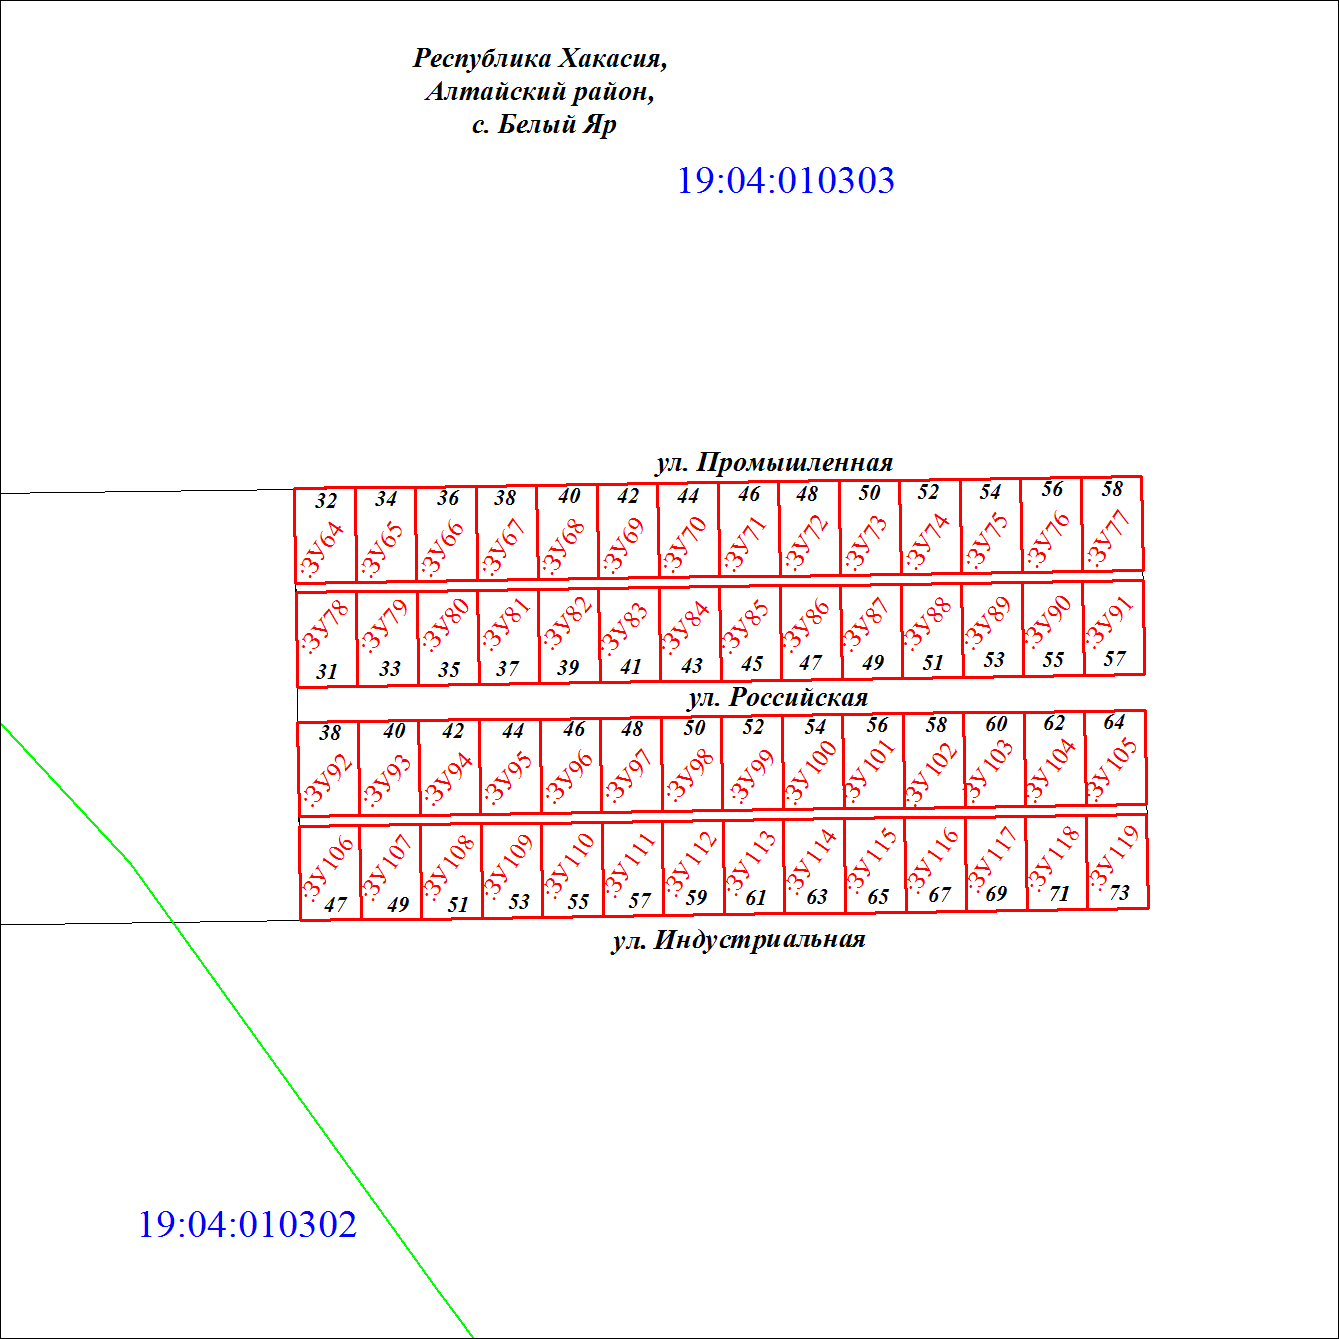 Республика Хакасия,
Алтайский район,
с. Белый Яр
19:04:010303
ул. Промышленная
32 34 36 38 40 42 44 46 48 50 52 54 56 58
:ЗУ64 :ЗУ65 :ЗУ66 :ЗУ67 :ЗУ68 :ЗУ69 :ЗУ70 :ЗУ71 :ЗУ72 :ЗУ73 :ЗУ74 :ЗУ75 :ЗУ76 :ЗУ77
:ЗУ78 :ЗУ79 :ЗУ80 :ЗУ81 :ЗУ82 :ЗУ83 :ЗУ84 :ЗУ85 :ЗУ86 :ЗУ87 :ЗУ88 :ЗУ89 :ЗУ90 :ЗУ91
31 33 35 37 39 41 43 45 47 49 51 53 55 57
ул. Российская
38 40 42 44 46 48 50 52 54 56 58 60 62 64
:ЗУ92 :ЗУ93 :ЗУ94 :ЗУ95 :ЗУ96 :ЗУ97 :ЗУ98 :ЗУ99 :ЗУ100 :ЗУ101 :ЗУ102 :ЗУ103 :ЗУ104 :ЗУ105
:ЗУ106 :ЗУ107 :ЗУ108 :ЗУ109 :ЗУ110 :ЗУ111 :ЗУ112 :ЗУ113 :ЗУ114 :ЗУ115 :ЗУ116 :ЗУ117 :ЗУ118 :ЗУ119
47 49 51 53 55 57 59 61 63 65 67 69 71 73
ул. Индустриальная
19:04:010302